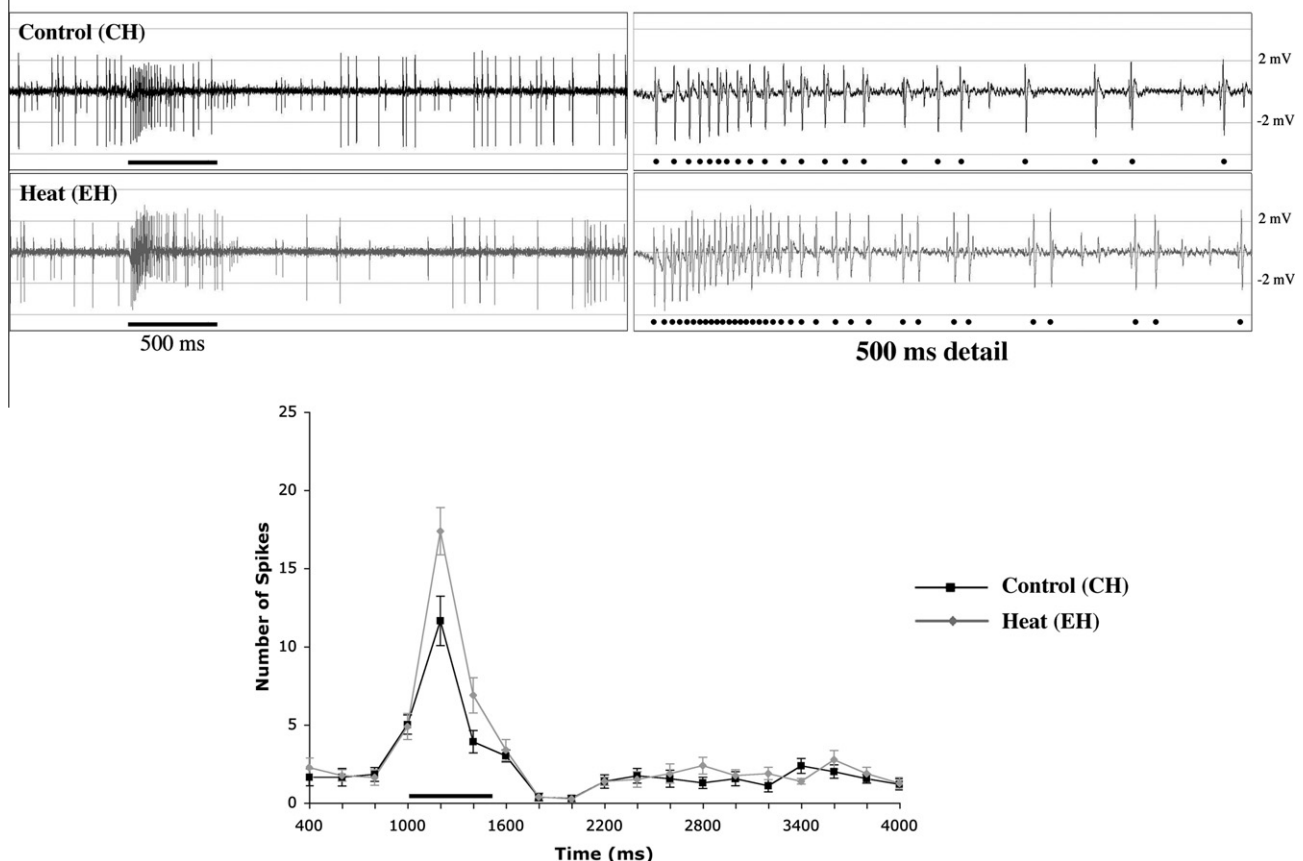 Control (CH)
2 mV
-2 mV
Heat (EH)
2 mV
-2 mV
500 ms
500 ms detail
25
20
15
10
5
0
Number of Spikes
400 1000 1600 2200 2800 3400 4000
Time (ms)
Control (CH)
Heat (EH)